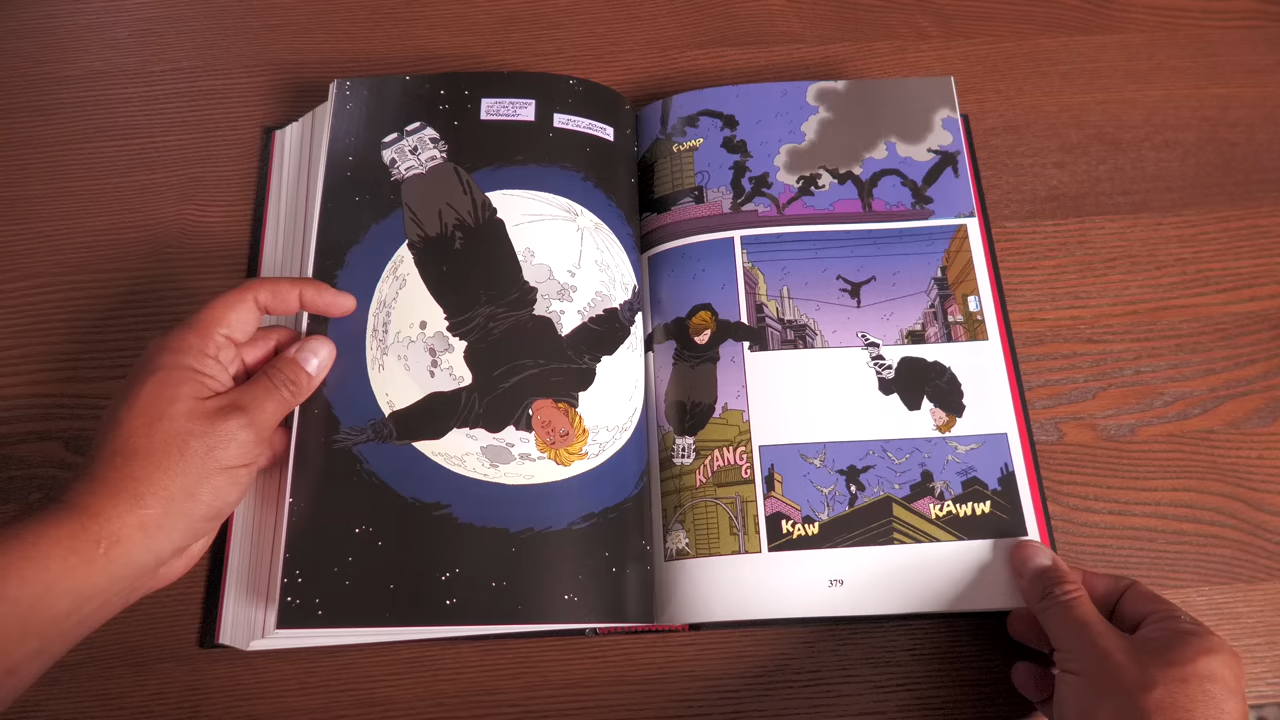 --AND BEFORE
HE CAN EVEN
GIVE IT A
THOUGHT--
--MATT JOINS
THE CELEBRATION.
FUMP
KTANG
G
KAW
KAWW
379